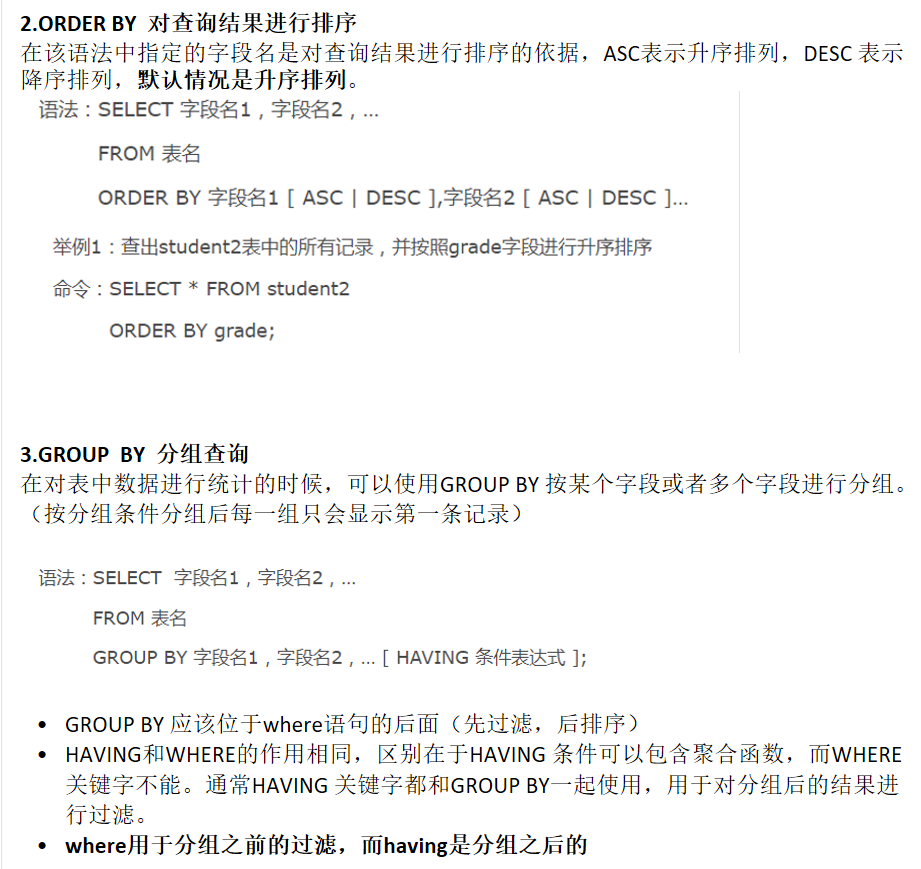 2.ORDER BY 对查询结果进行排序
在该语法中指定的字段名是对查询结果进行排序的依据，ASC表示升序排列，DESC 表示
降序排列，默认情况是升序排列。
语法：SELECT 字段名1，字段名2，...
FROM 表名
ORDER BY 字段名1 [ ASC | DESC ],字段名2 [ ASC | DESC ]...
举例1：查出student2表中的所有记录，并按照grade字段进行升序排序
命令：SELECT * FROM student2
ORDER BY grade;
3.GROUP BY 分组查询
在对表中数据进行统计的时候，可以使用GROUP BY 按某个字段或者多个字段进行分组。
（按分组条件分组后每一组只会显示第一条记录）
语法：SELECT 字段名1，字段名2，...
FROM 表名
GROUP BY 字段名1，字段名2，... [ HAVING 条件表达式 ];
• GROUP BY 应该位于where语句的后面（先过滤，后排序）
• HAVING和WHERE的作用相同，区别在于HAVING 条件可以包含聚合函数，而WHERE
关键字不能。通常HAVING 关键字都和GROUP BY一起使用，用于对分组后的结果进
行过滤。
• where用于分组之前的过滤，而having是分组之后的